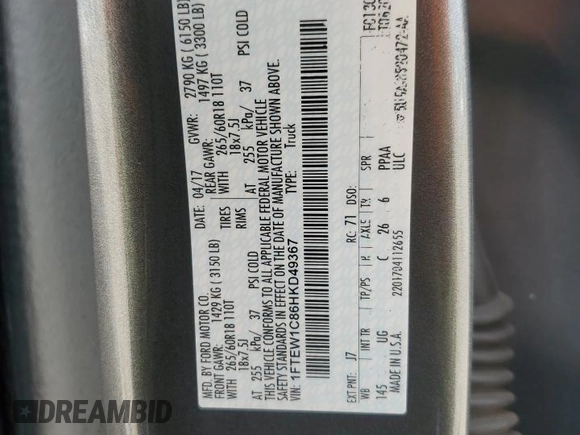 MFD. BY FORD MOTOR CO. DATE: 04/17 GVWR: 2790 KG ( 6150 LB)
FRONT GAWR: 1429 KG ( 3150 LB) REAR GAWR: 1497 KG ( 3300 LB)
WITH 265/60R18 110T TIRES WITH 265/60R18 110T
18x7.5J RIMS 18x7.5J
AT 255 kPa/ 37 PSI COLD AT 255 kPa/ 37 PSI COLD
THIS VEHICLE CONFORMS TO ALL APPLICABLE FEDERAL MOTOR VEHICLE
SAFETY STANDARDS IN EFFECT ON THE DATE OF MANUFACTURE SHOWN ABOVE.
VIN: 1FTEW1C86HKD49367 TYPE: Truck
EXT PNT: J7 RC: 71 DSO:
WB INT TR TP/PS R AXLE TR SPR
145 UG C 26 6 PPAA
MADE IN U.S.A. 2201704112655 ULC
DREAMBID